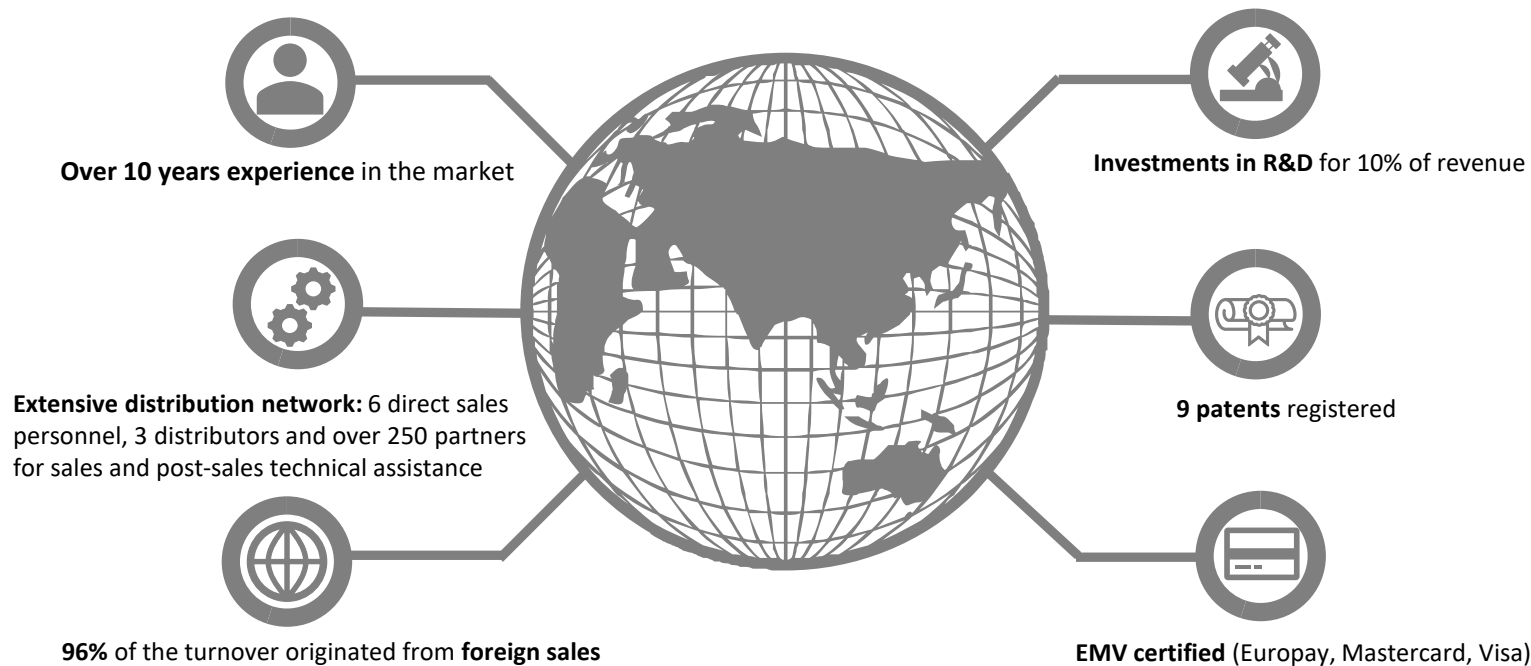 Over 10 years experience in the market
Extensive distribution network: 6 direct sales
personnel, 3 distributors and over 250 partners
for sales and post-sales technical assistance
96% of the turnover originated from foreign sales
Investments in R&D for 10% of revenue
9 patents registered
EMV certified (Europay, Mastercard, Visa)